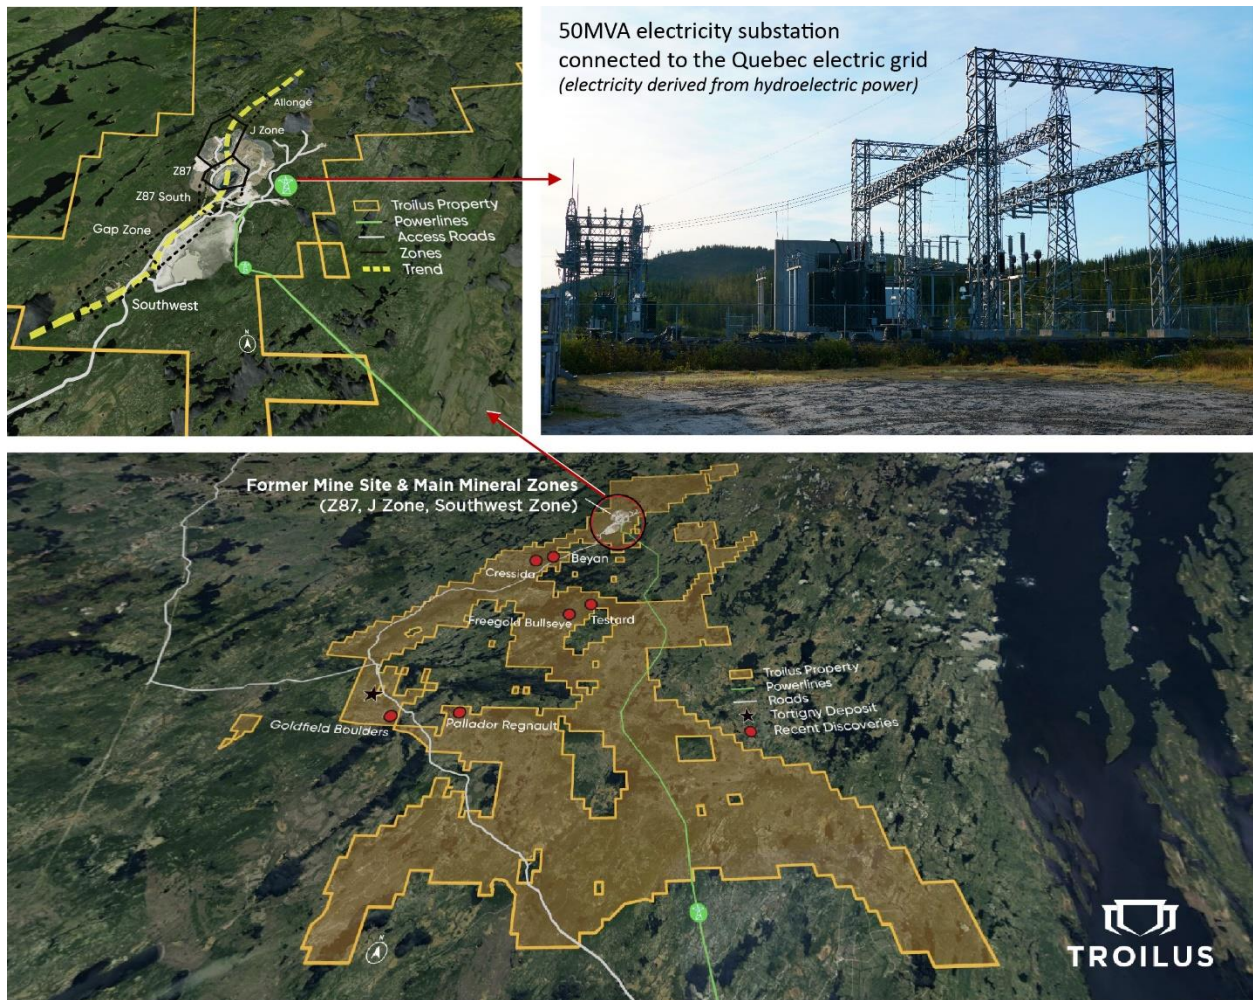 Allongé
J Zone
Z87
Z87 South
Gap Zone
Southwest
Troilus Property
Powerlines
Access Roads
Zones
Trend
N
50MVA electricity substation
connected to the Quebec electric grid
(electricity derived from hydroelectric power)
Former Mine Site & Main Mineral Zones
(Z87, J Zone, Southwest Zone)
Beyan
Cressida
Freegold Bullseye
Testard
Goldfield Boulders
Pallador Regnault
Troilus Property
Powerlines
Roads
Tortigny Deposit
Recent Discoveries
N
TROILUS